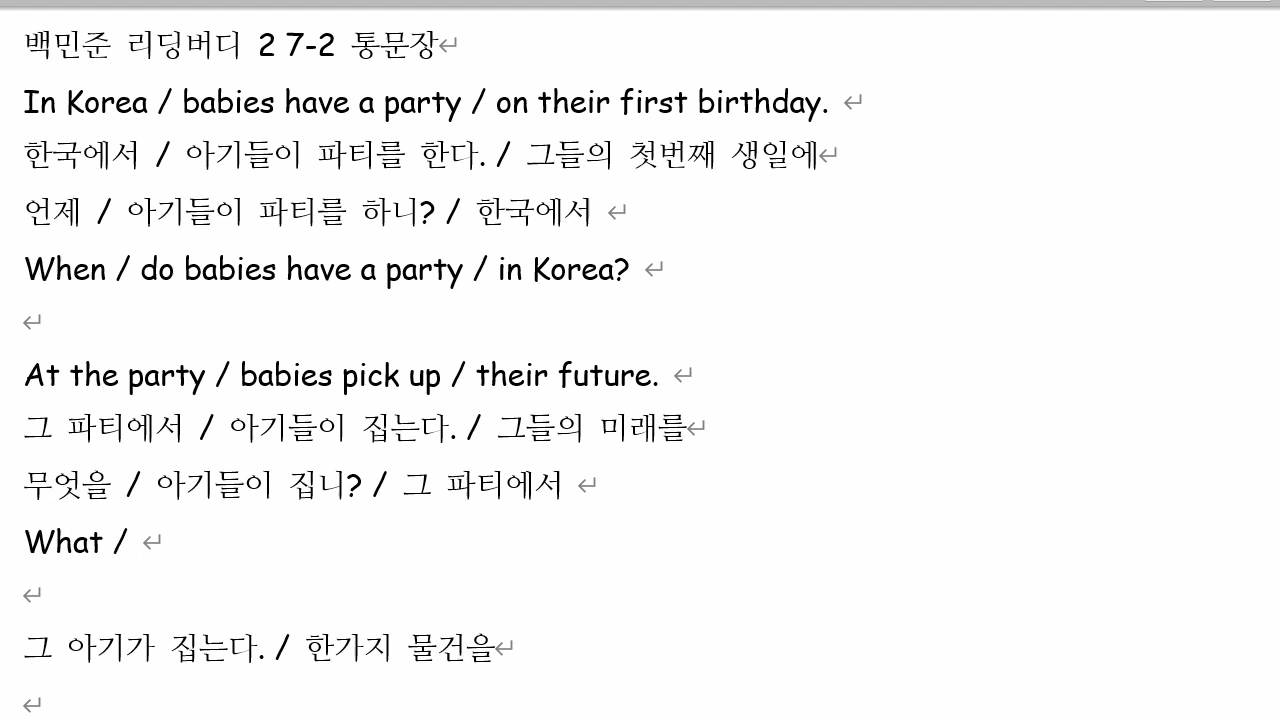 백민준 리딩버디 2 7-2 통문장
In Korea / babies have a party / on their first birthday.
한국에서 / 아기들이 파티를 한다. / 그들의 첫번째 생일에
언제 / 아기들이 파티를 하니? / 한국에서
When / do babies have a party / in Korea?
At the party / babies pick up / their future.
그 파티에서 / 아기들이 집는다. / 그들의 미래를
무엇을 / 아기들이 집니? / 그 파티에서
What /
그 아기가 집는다. / 한가지 물건을